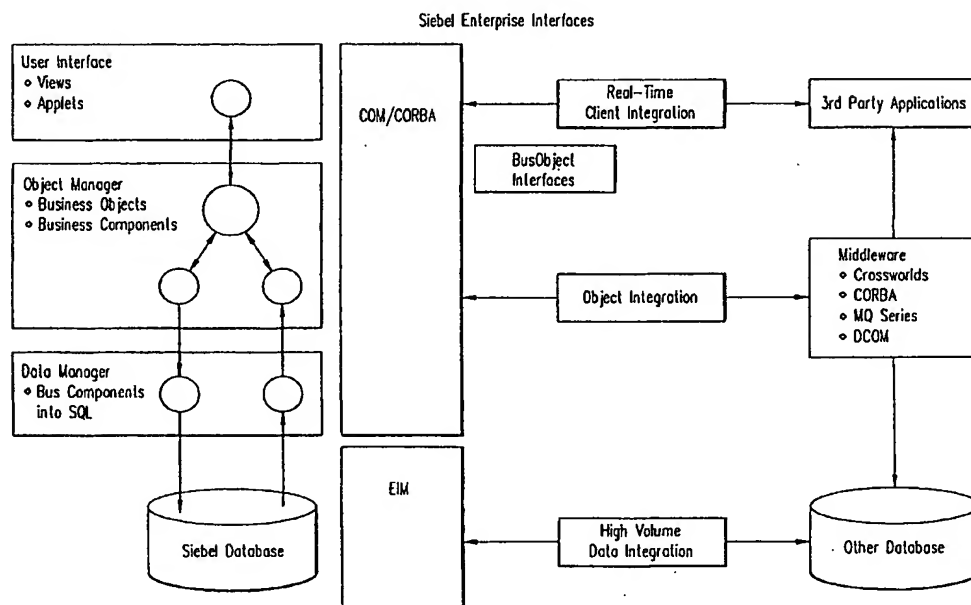 Siebel Enterprise Interfaces
User Interface
⋄ Views
⋄ Applets
Object Manager
⋄ Business Objects
⋄ Business Components
Data Manager
⋄ Bus Components
into SQL
Siebel Database
COM/CORBA
EIM
Real-Time
Client Integration
BusObject
Interfaces
Object Integration
High Volume
Data Integration
3rd Party Applications
Middleware
⋄ Crossworlds
⋄ CORBA
⋄ MQ Series
⋄ DCOM
Other Database